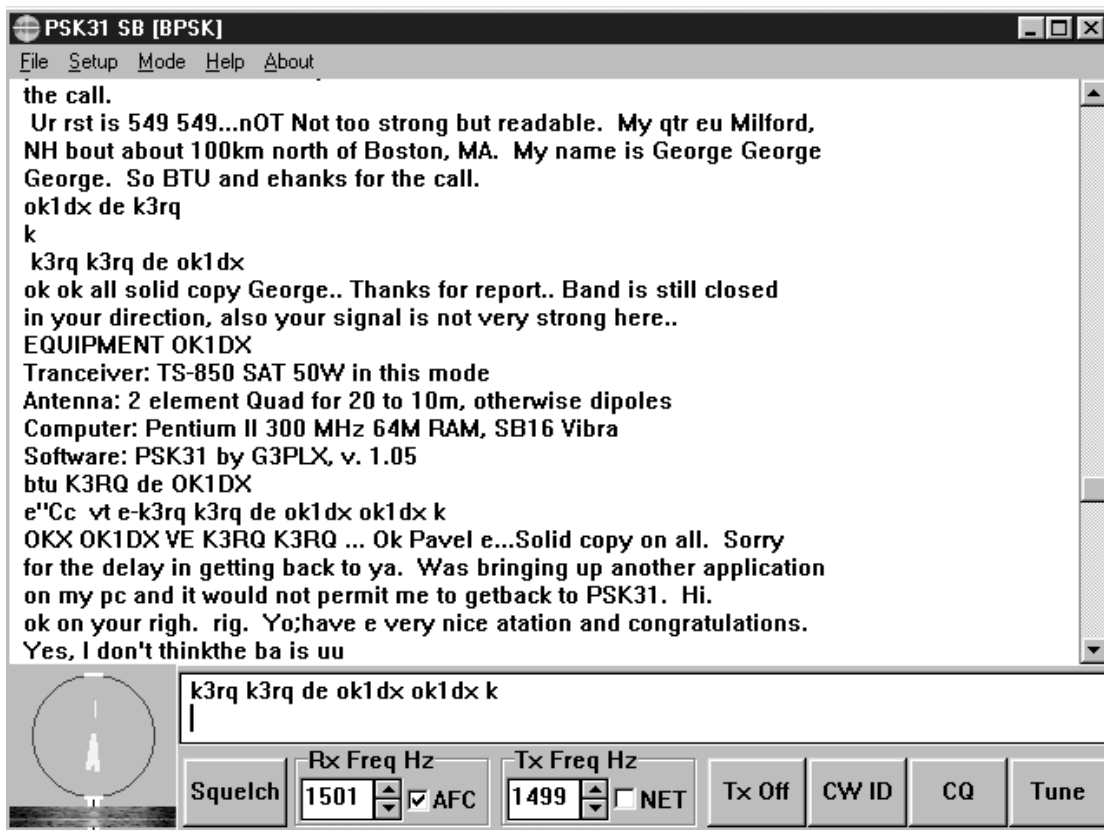 PSK31 SB [BPSK]
File Setup Mode Help About
the call.
Ur rst is 549 549...nOT Not too strong but readable. My qtr eu Milford,
NH bout about 100km north of Boston, MA. My name is George George
George. So BTU and ehanks for the call.
ok1dx de k3rq
k
k3rq k3rq de ok1dx
ok ok all solid copy George.. Thanks for report.. Band is still closed
in your direction, also your signal is not very strong here..
EQUIPMENT OK1DX
Tranceiver: TS-850 SAT 50W in this mode
Antenna: 2 element Quad for 20 to 10m, otherwise dipoles
Computer: Pentium II 300 MHz 64M RAM, SB16 Vibra
Software: PSK31 by G3PLX, v. 1.05
btu K3RQ de OK1DX
e"Cc vt e-k3rq k3rq de ok1dx ok1dx k
OKX OK1DX VE K3RQ K3RQ ... Ok Pavel e...Solid copy on all. Sorry
for the delay in getting back to ya. Was bringing up another application
on my pc and it would not permit me to getback to PSK31. Hi.
ok on your righ. rig. Yo;have e very nice atation and congratulations.
Yes, I don't thinkthe ba is uu
k3rq k3rq de ok1dx ok1dx k
Rx Freq Hz Tx Freq Hz
Squelch 1501 AFC 1499 NET Tx Off CW ID CQ Tune